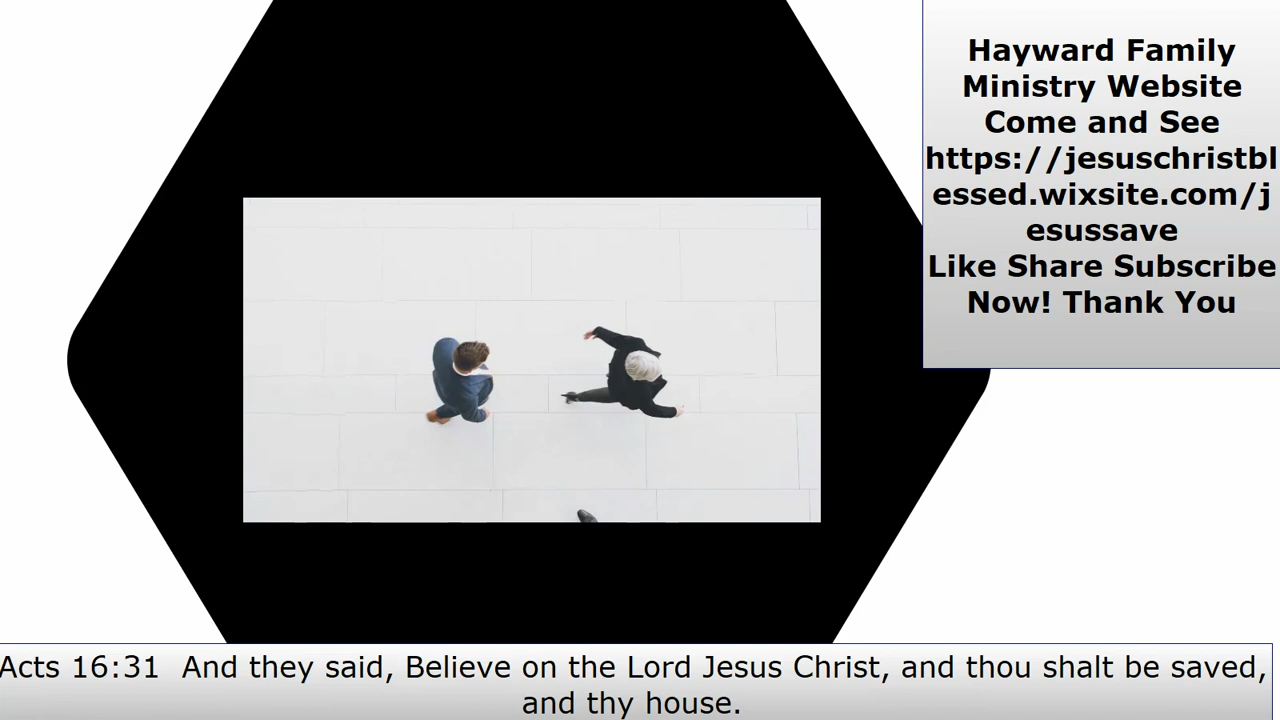 Hayward Family
Ministry Website
Come and See
https://jesuschristbl
essed.wixsite.com/j
esussave
Like Share Subscribe
Now! Thank You
Acts 16:31  And they said, Believe on the Lord Jesus Christ, and thou shalt be saved,
and thy house.